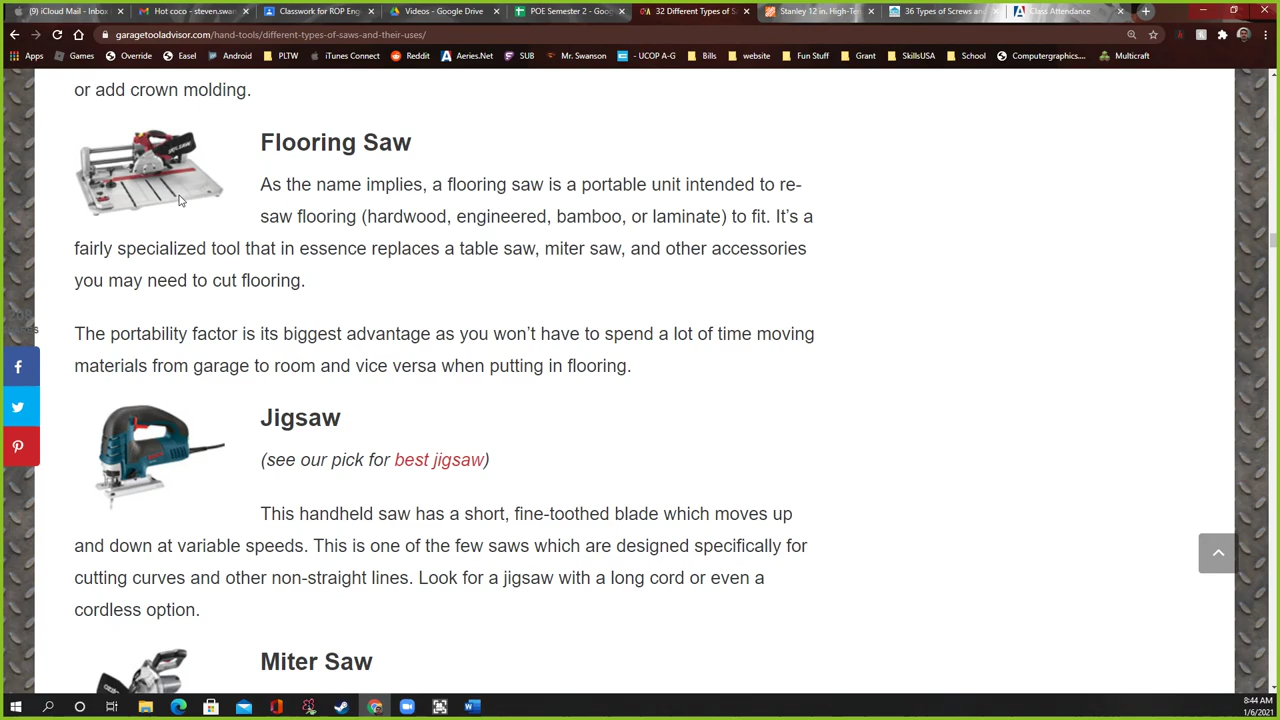 (9) iCloud Mail - Inbox
Hot coco - steven.swan
Classwork for ROP Eng
Videos - Google Drive
POE Semester 2 - Goo
32 Different Types of S
Stanley 12 in. High-Te
36 Types of Screws an
Class Attendance
garagetooladvisor.com/hand-tools/different-types-of-saws-and-their-uses/
Apps Games Override Easel Android PLTW iTunes Connect Reddit Aeries.Net SUB Mr. Swanson - UCOP A-G Bills website Fun Stuff Grant SkillsUSA School Computergraphics.... Multicraft
or add crown molding.
Flooring Saw
As the name implies, a flooring saw is a portable unit intended to re-
saw flooring (hardwood, engineered, bamboo, or laminate) to fit. It's a
fairly specialized tool that in essence replaces a table saw, miter saw, and other accessories
you may need to cut flooring.
The portability factor is its biggest advantage as you won't have to spend a lot of time moving
materials from garage to room and vice versa when putting in flooring.
Jigsaw
(see our pick for best jigsaw)
This handheld saw has a short, fine-toothed blade which moves up
and down at variable speeds. This is one of the few saws which are designed specifically for
cutting curves and other non-straight lines. Look for a jigsaw with a long cord or even a
cordless option.
Miter Saw
8:44 AM
1/6/2021